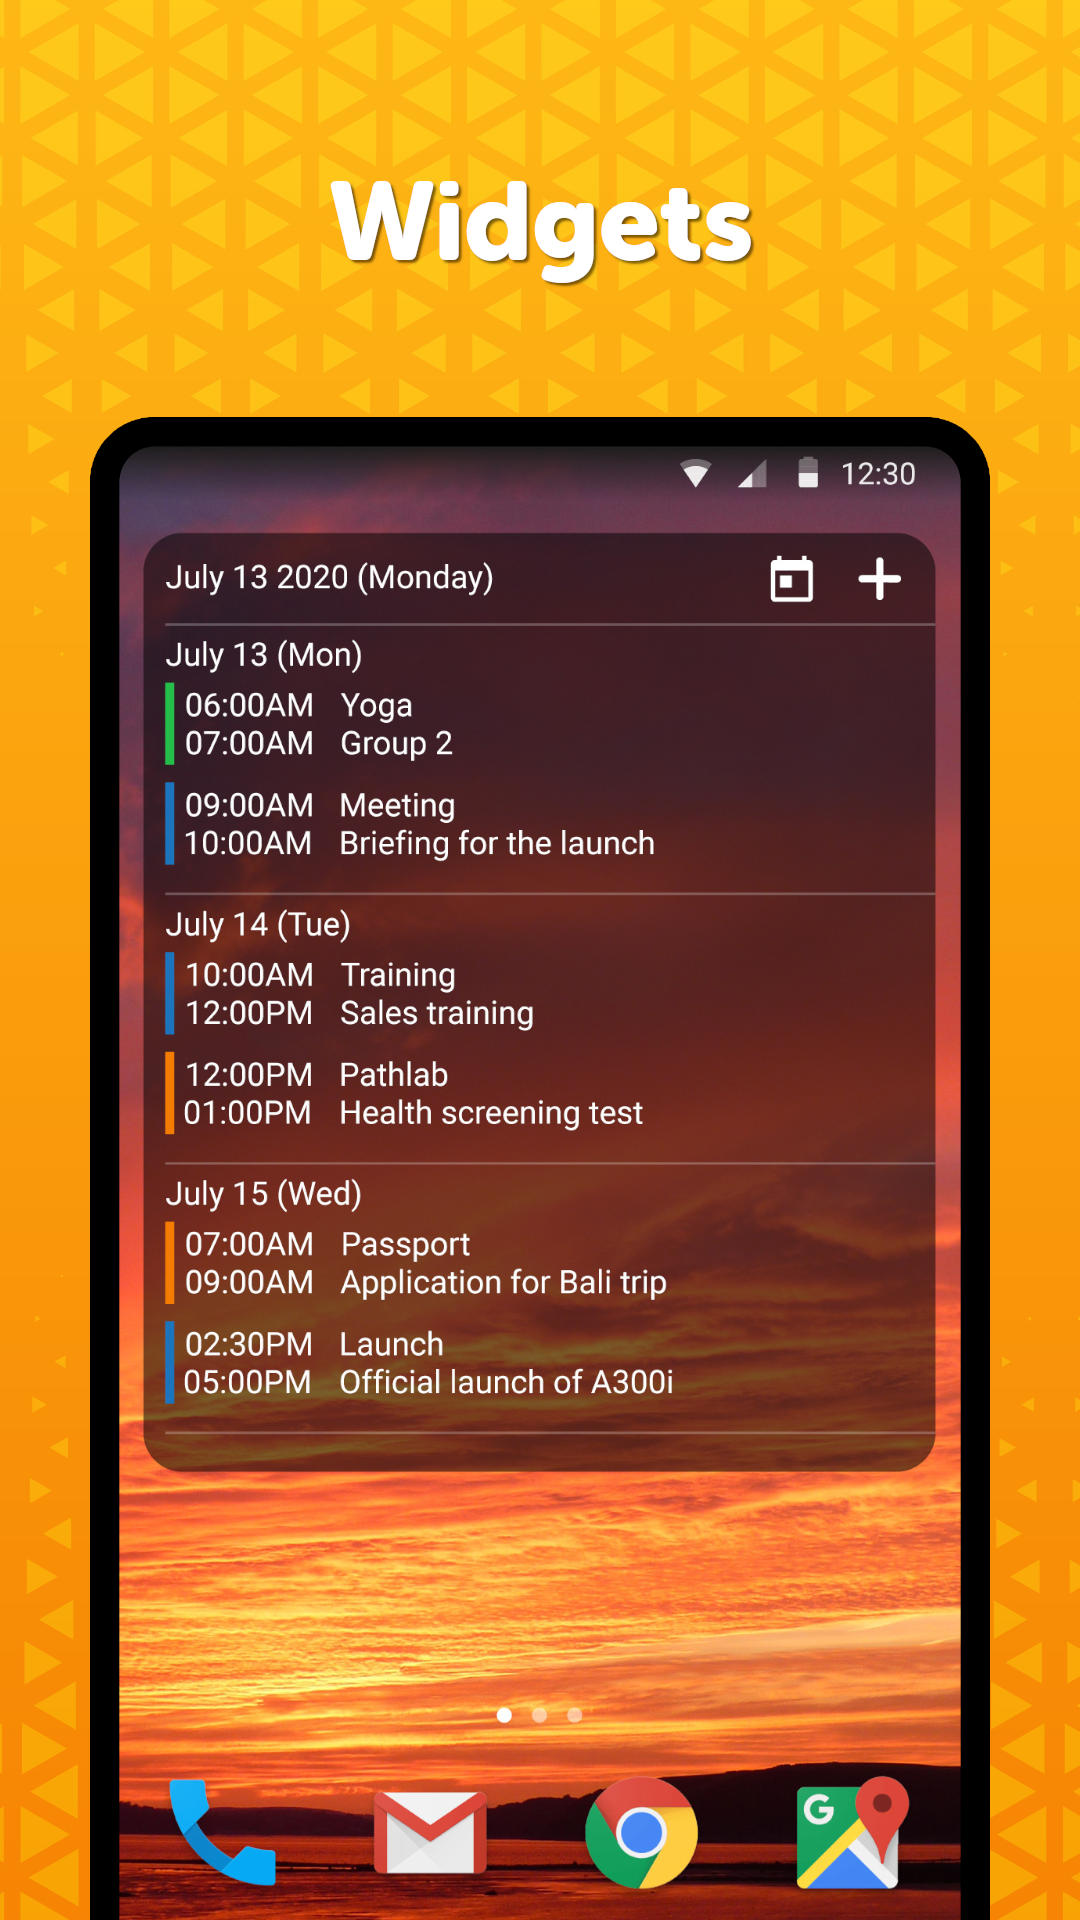 Widgets
12:30
July 13 2020 (Monday)
July 13 (Mon)
06:00AM Yoga
07:00AM Group 2
09:00AM Meeting
10:00AM Briefing for the launch
July 14 (Tue)
10:00AM Training
12:00PM Sales training
12:00PM Pathlab
01:00PM Health screening test
July 15 (Wed)
07:00AM Passport
09:00AM Application for Bali trip
02:30PM Launch
05:00PM Official launch of A300i
G